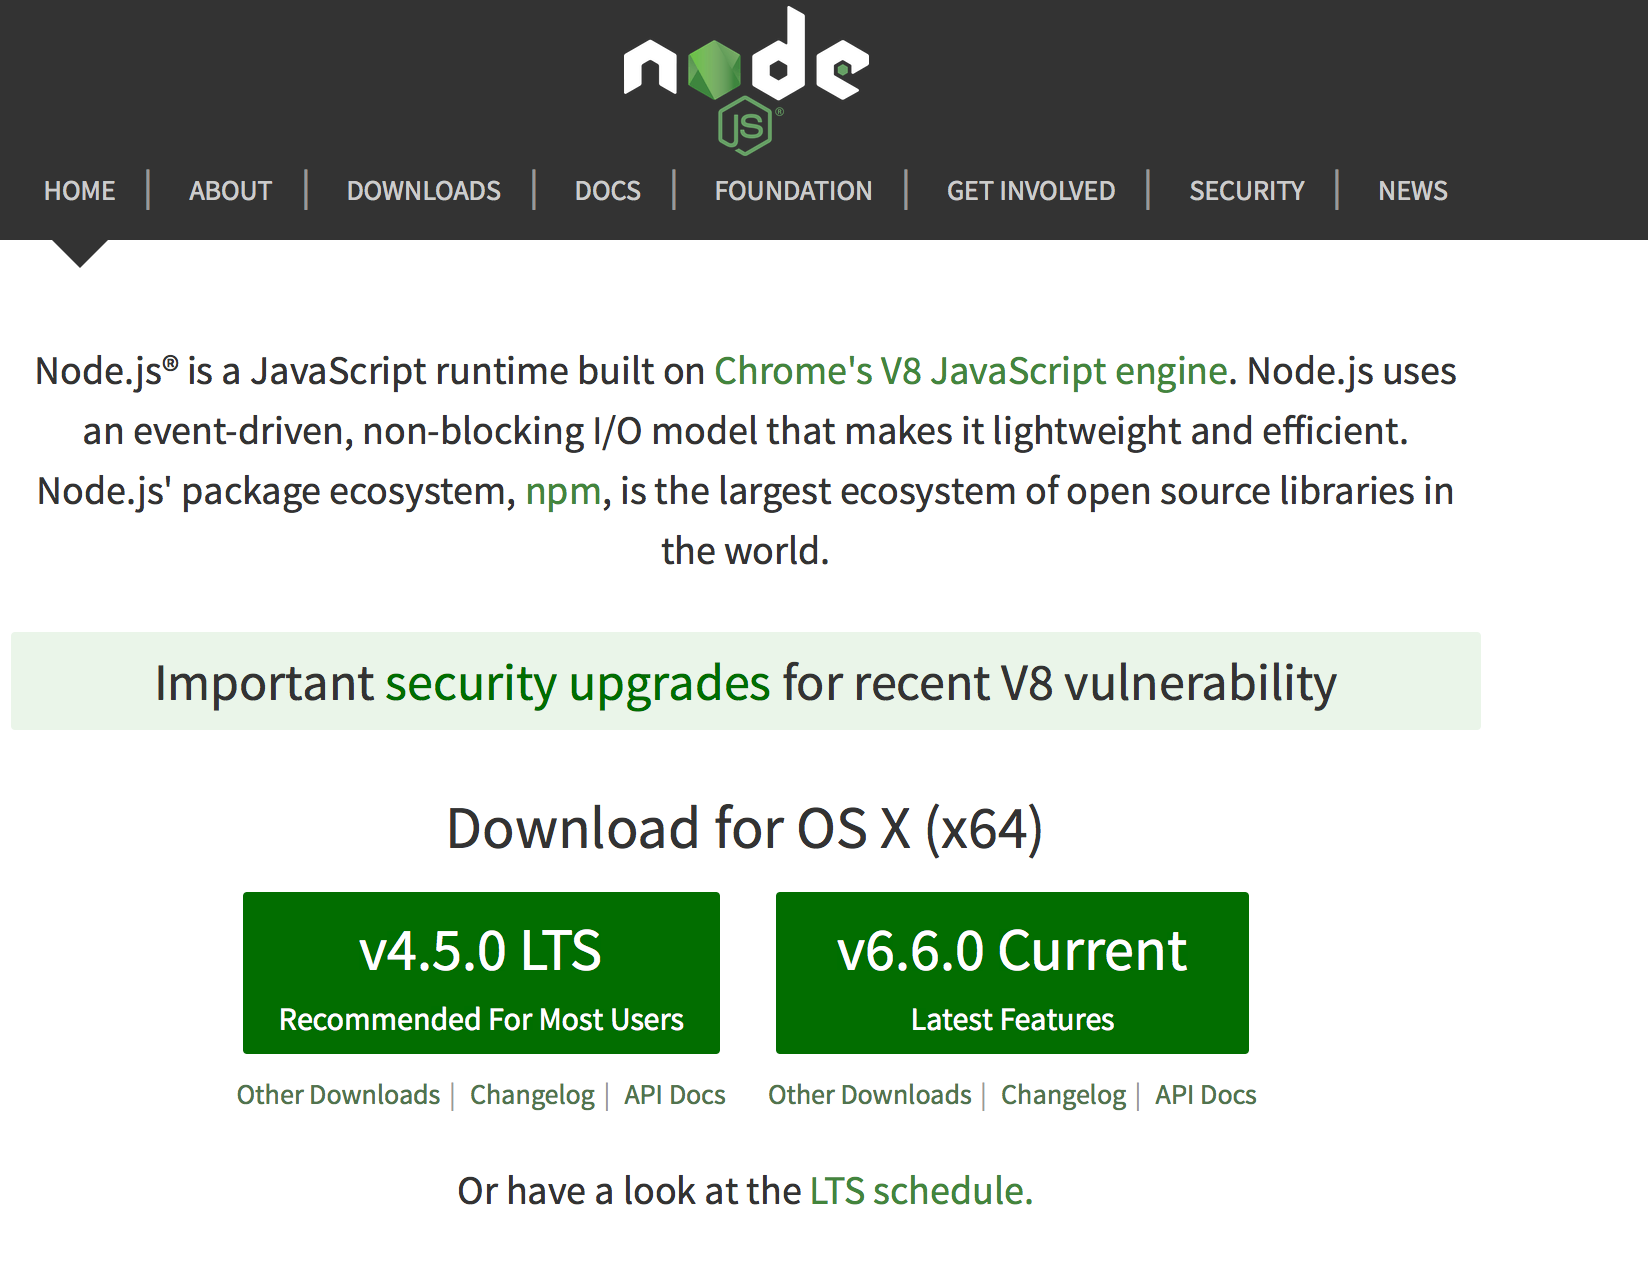 node
JS®
HOME | ABOUT | DOWNLOADS | DOCS | FOUNDATION | GET INVOLVED | SECURITY | NEWS
Node.js® is a JavaScript runtime built on Chrome's V8 JavaScript engine. Node.js uses
an event-driven, non-blocking I/O model that makes it lightweight and efficient.
Node.js' package ecosystem, npm, is the largest ecosystem of open source libraries in
the world.
Important security upgrades for recent V8 vulnerability
Download for OS X (x64)
v4.5.0 LTS
Recommended For Most Users
v6.6.0 Current
Latest Features
Other Downloads | Changelog | API Docs
Other Downloads | Changelog | API Docs
Or have a look at the LTS schedule.